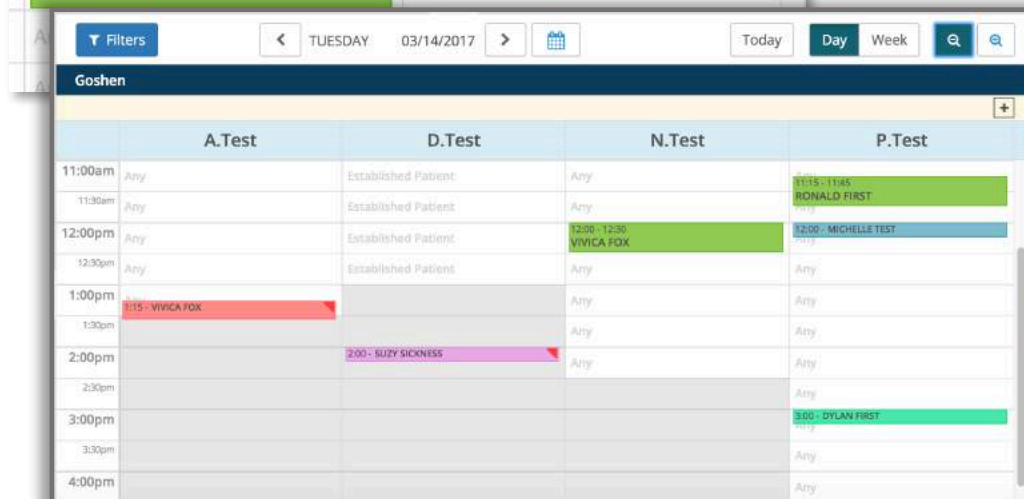 Filters < TUESDAY 03/14/2017 > Today Day Week
Goshen
+
A.Test D.Test N.Test P.Test
11:00am Any Established Patient Any
11:15 - 11:45
RONALD FIRST
11:30am Any Established Patient Any Any
12:00pm Any Established Patient
12:00 - 12:30
VIVICA FOX
12:00 - MICHELLE TEST
Any
12:30pm Any Established Patient Any Any
1:00pm Any Any
1:15 - VIVICA FOX
1:30pm Any Any
2:00pm 2:00 - SUZY SICKNESS Any Any
2:30pm Any
3:00pm 3:00 - DYLAN FIRST
Any
3:30pm Any
4:00pm Any